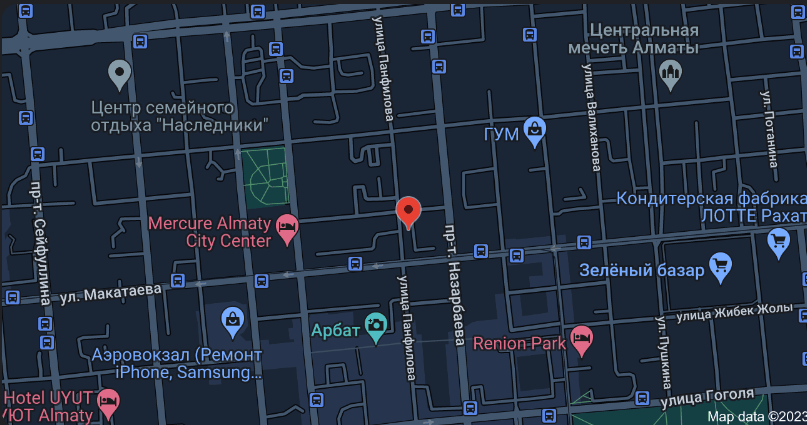 Центральная
мечеть Алматы
улица Панфилова
Центр семейного
отдыха "Наследники"
ГУМ
улица Валиханова
ул. Потанина
пр-т. Сейфуллина
Mercure Almaty
City Center
Кондитерская фабрика
ЛОТТЕ Рахат
пр-т. Назарбаева
Зелёный базар
ул. Макатаева
улица Панфилова
Арбат
улица Жибек Жолы
ул. Пушкина
Аэровокзал (Ремонт
iPhone, Samsung...
Renion Park
Hotel UYUT
УЮТ Almaty
улица Гоголя
Map data ©2023